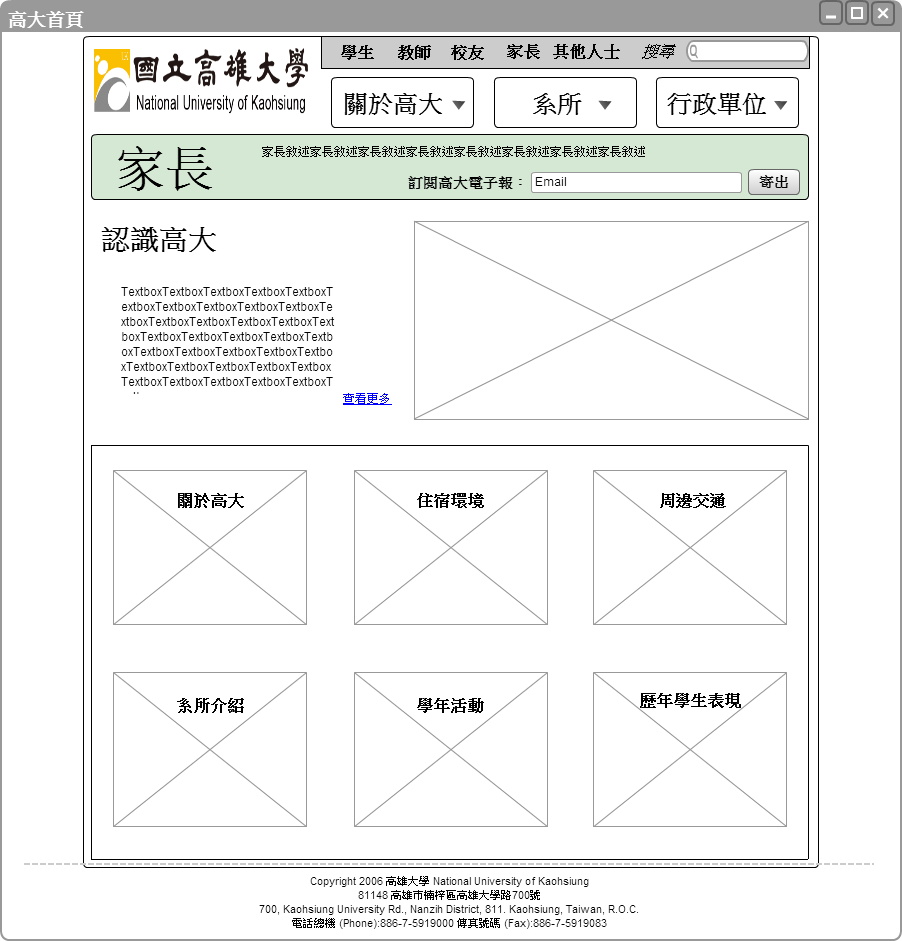 高大首頁
國立高雄大學
National University of Kaohsiung
學生 教師 校友 家長 其他人士 搜尋
關於高大 系所 行政單位
家長
家長敘述家長敘述家長敘述家長敘述家長敘述家長敘述家長敘述家長敘述
訂閱高大電子報： Email 寄出
認識高大
TextboxTextboxTextboxTextboxTextboxT
extboxTextboxTextboxTextboxTextboxTe
xtboxTextboxTextboxTextboxTextboxText
boxTextboxTextboxTextboxTextboxTextb
oxTextboxTextboxTextboxTextboxTextbo
xTextboxTextboxTextboxTextboxTextbox
TextboxTextboxTextboxTextboxTextboxT
查看更多
關於高大 住宿環境 周邊交通
系所介紹 學年活動 歷年學生表現
Copyright 2006 高雄大學 National University of Kaohsiung
81148 高雄市楠梓區高雄大學路700號
700, Kaohsiung University Rd., Nanzih District, 811. Kaohsiung, Taiwan, R.O.C.
電話總機 (Phone):886-7-5919000 傳真號碼 (Fax):886-7-5919083